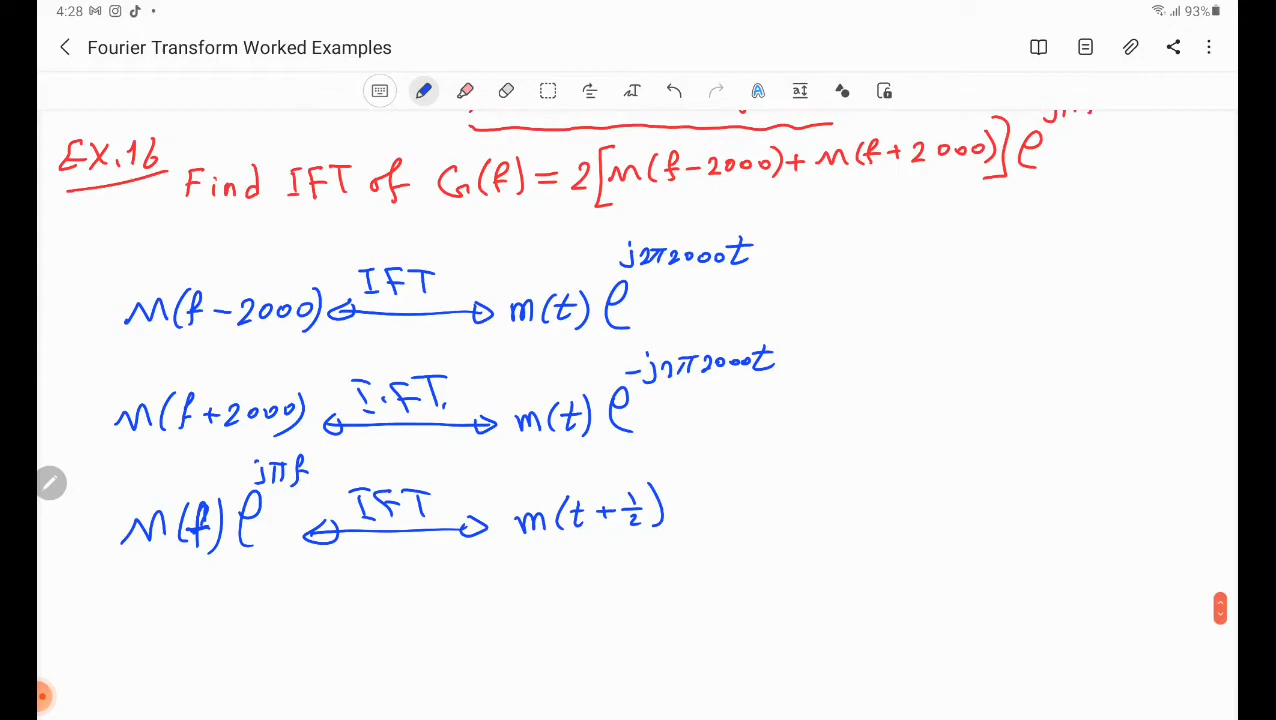 4:28
93%
Fourier Transform Worked Examples
EX.16 Find IFT of G(f) = 2[M(f-2000)+M(f+2000)]e
M(f-2000) IFT m(t) e^{j2π2000t}
M(f+2000) I.F.T. m(t) e^{-j2π2000t}
M(f) e^{jπf} IFT m(t+1/2)